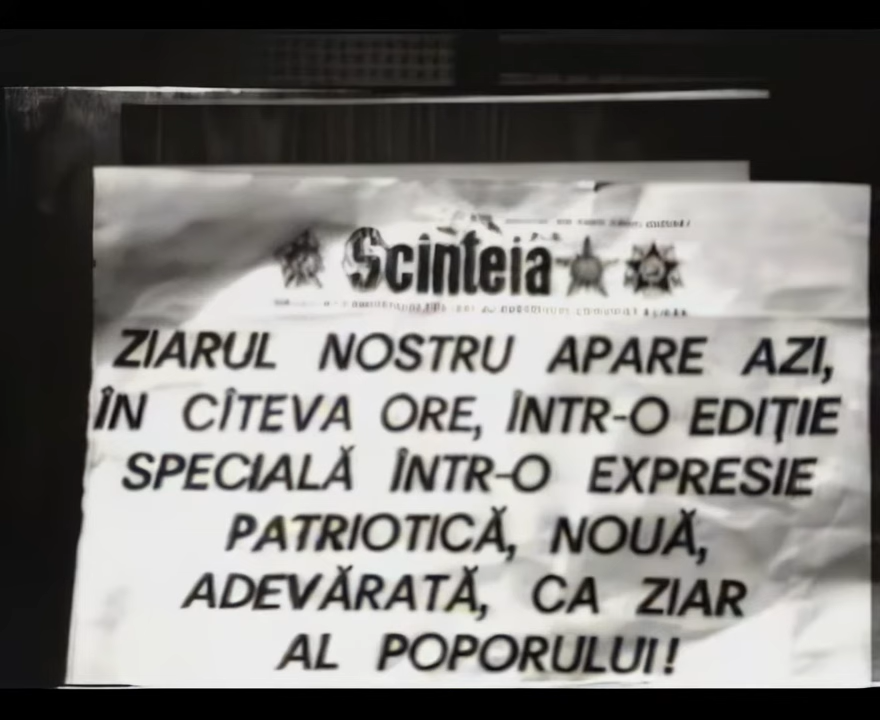 Scînteia
ZIARUL NOSTRU APARE AZI,
ÎN CÎTEVA ORE, ÎNTR-O EDIȚIE
SPECIALĂ ÎNTR-O EXPRESIE
PATRIOTICĂ, NOUĂ,
ADEVĂRATĂ, CA ZIAR
AL POPORULUI!